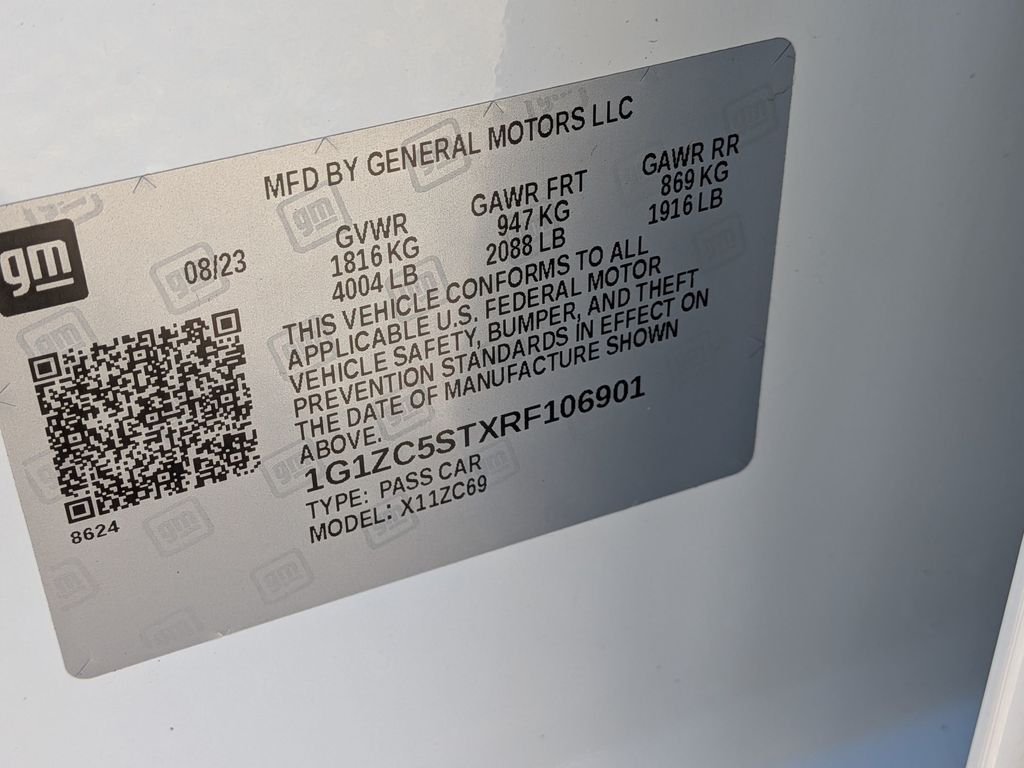 MFD BY GENERAL MOTORS LLC
gm
08/23
GVWR
1816 KG
4004 LB
GAWR FRT
947 KG
2088 LB
GAWR RR
869 KG
1916 LB
THIS VEHICLE CONFORMS TO ALL
APPLICABLE U.S. FEDERAL MOTOR
VEHICLE SAFETY, BUMPER, AND THEFT
PREVENTION STANDARDS IN EFFECT ON
THE DATE OF MANUFACTURE SHOWN
ABOVE.
1G1ZC5STXRF106901
TYPE: PASS CAR
MODEL: X11ZC69
8624